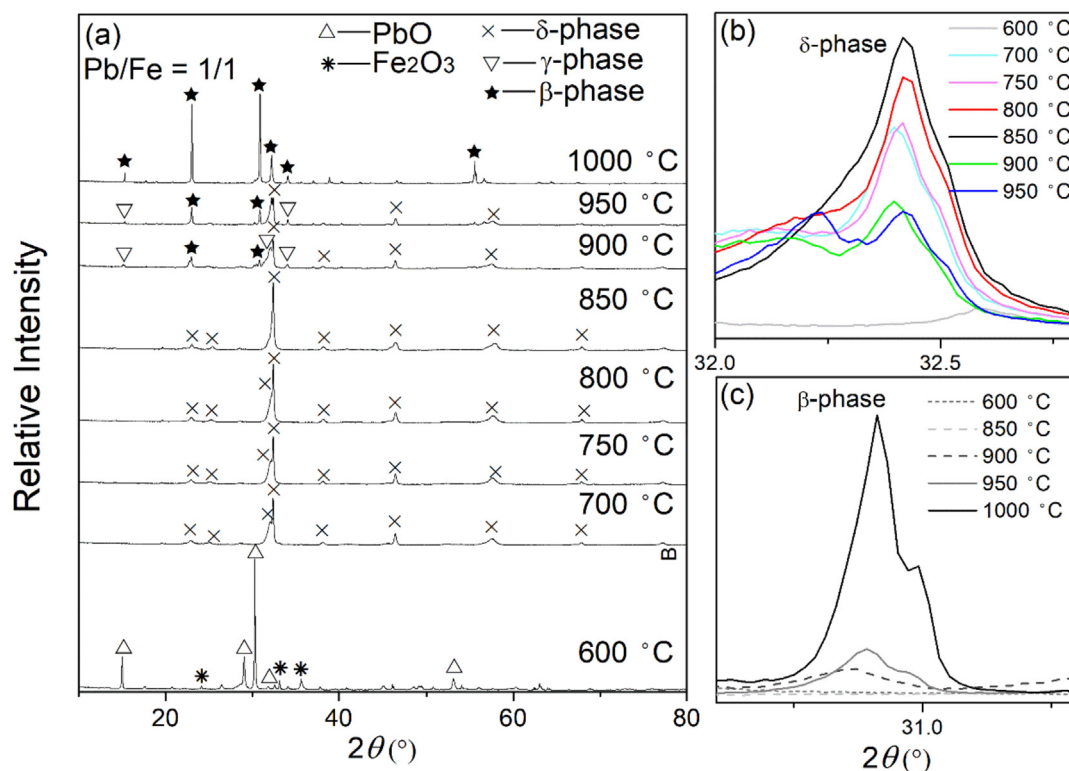 (a)
Pb/Fe = 1/1
△—PbO
✳—Fe₂O₃
×—δ-phase
▽—γ-phase
★—β-phase
1000 °C
950 °C
900 °C
850 °C
800 °C
750 °C
700 °C
B
600 °C
Relative Intensity
20 40 60 80
2θ(°)
(b)
δ-phase
600 °C
700 °C
750 °C
800 °C
850 °C
900 °C
950 °C
32.0 32.5
(c)
β-phase
600 °C
850 °C
900 °C
950 °C
1000 °C
31.0
2θ(°)